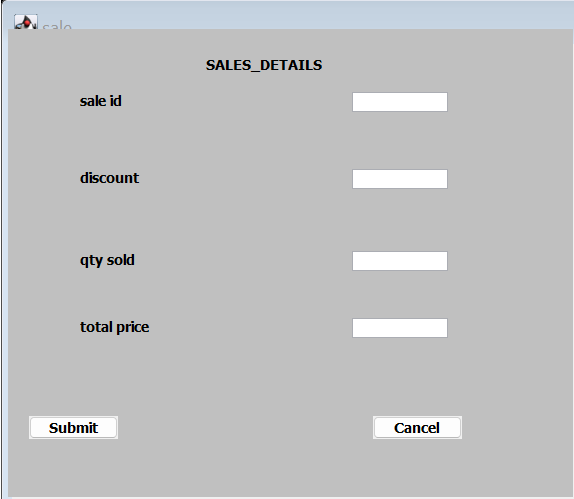 sale
SALES_DETAILS
sale id
discount
qty sold
total price
Submit Cancel